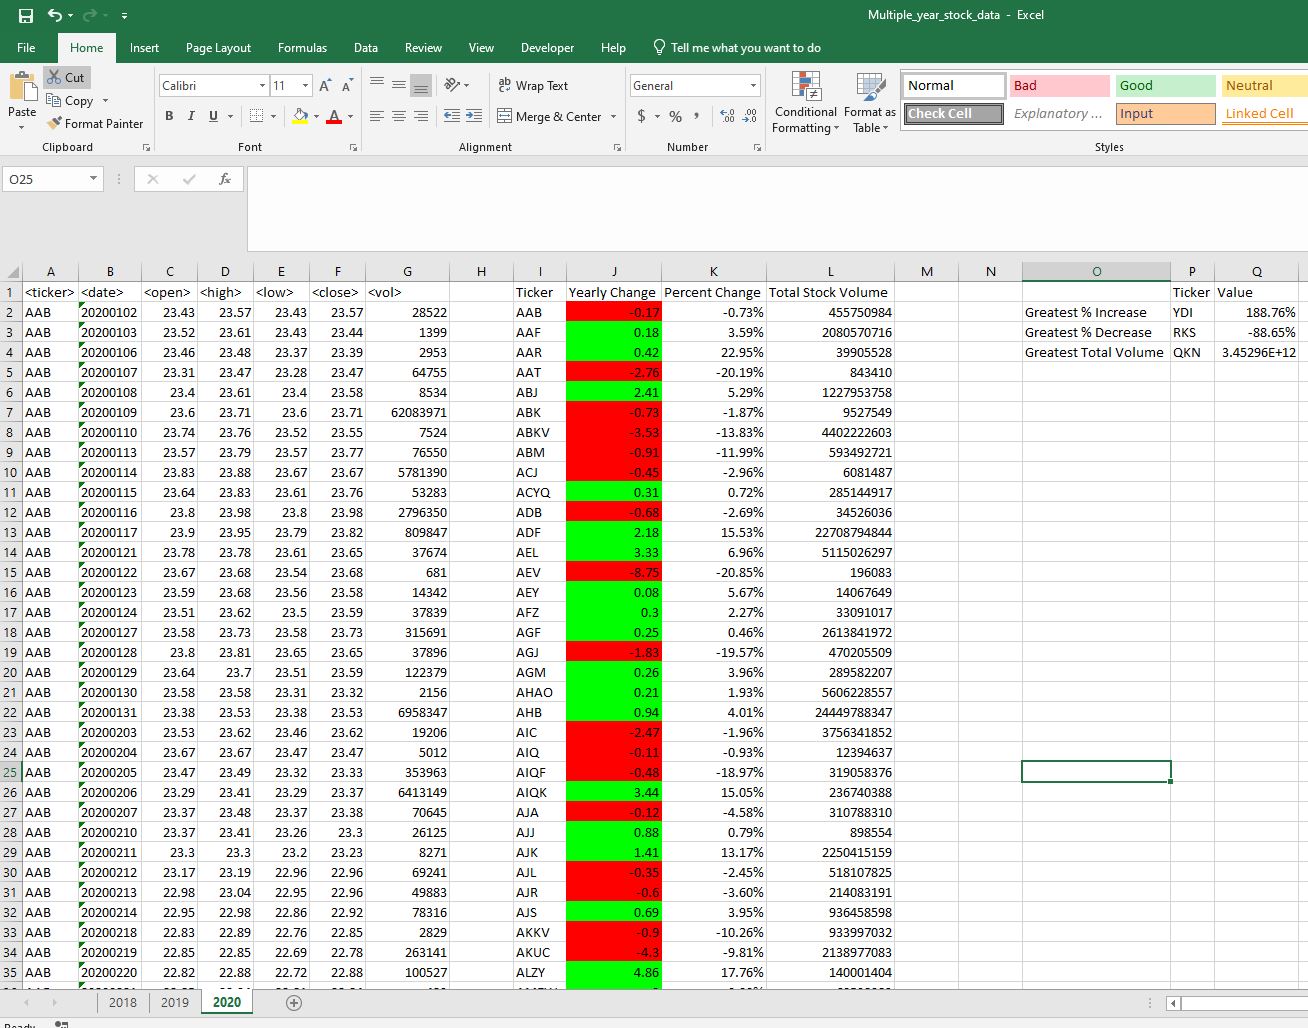 Multiple_year_stock_data - Excel
File Home Insert Page Layout Formulas Data Review View Developer Help Tell me what you want to do
Cut
Copy
Format Painter
Paste
Clipboard
Calibri 11 A A
B I U A
Font
ab Wrap Text
Merge & Center
Alignment
General
$ % , .00 .00
Number
Conditional Formatting
Format as Table
Normal Bad Good Neutral
Check Cell Explanatory ... Input Linked Cell
Styles
O25 fx
A B C D E F G H I J K L M N O P Q
1 <ticker> <date> <open> <high> <low> <close> <vol> Ticker Yearly Change Percent Change Total Stock Volume Ticker Value
2 AAB 20200102 23.43 23.57 23.43 23.57 28522 AAB -0.17 -0.73% 455750984 Greatest % Increase YDI 188.76%
3 AAB 20200103 23.52 23.61 23.43 23.44 1399 AAF 0.18 3.59% 2080570716 Greatest % Decrease RKS -88.65%
4 AAB 20200106 23.46 23.48 23.37 23.39 2953 AAR 0.42 22.95% 39905528 Greatest Total Volume QKN 3.45296E+12
5 AAB 20200107 23.31 23.47 23.28 23.47 64755 AAT -2.76 -20.19% 843410
6 AAB 20200108 23.4 23.61 23.4 23.58 8534 ABJ 2.41 5.29% 1227953758
7 AAB 20200109 23.6 23.71 23.6 23.71 62083971 ABK -0.73 -1.87% 9527549
8 AAB 20200110 23.74 23.76 23.52 23.55 7524 ABKV -3.53 -13.83% 4402222603
9 AAB 20200113 23.57 23.79 23.57 23.77 76550 ABM -0.91 -11.99% 593492721
10 AAB 20200114 23.83 23.88 23.67 23.67 5781390 ACJ -0.45 -2.96% 6081487
11 AAB 20200115 23.64 23.83 23.61 23.76 53283 ACYQ 0.31 0.72% 285144917
12 AAB 20200116 23.8 23.98 23.8 23.98 2796350 ADB -0.68 -2.69% 34526036
13 AAB 20200117 23.9 23.95 23.79 23.82 809847 ADF 2.18 15.53% 22708794844
14 AAB 20200121 23.78 23.78 23.61 23.65 37674 AEL 3.33 6.96% 5115026297
15 AAB 20200122 23.67 23.68 23.54 23.68 681 AEV -8.75 -20.85% 196083
16 AAB 20200123 23.59 23.68 23.56 23.58 14342 AEY 0.08 5.67% 14067649
17 AAB 20200124 23.51 23.62 23.5 23.59 37839 AFZ 0.3 2.27% 33091017
18 AAB 20200127 23.58 23.73 23.58 23.73 315691 AGF 0.25 0.46% 2613841972
19 AAB 20200128 23.8 23.81 23.65 23.65 37896 AGJ -1.83 -19.57% 470205509
20 AAB 20200129 23.64 23.7 23.51 23.59 122379 AGM 0.26 3.96% 289582207
21 AAB 20200130 23.58 23.58 23.31 23.32 2156 AHAO 0.21 1.93% 5606228557
22 AAB 20200131 23.38 23.53 23.38 23.53 6958347 AHB 0.94 4.01% 24449788347
23 AAB 20200203 23.53 23.62 23.46 23.62 19206 AIC -2.47 -1.96% 3756341852
24 AAB 20200204 23.67 23.67 23.47 23.47 5012 AIQ -0.11 -0.93% 12394637
25 AAB 20200205 23.47 23.49 23.32 23.33 353963 AIQF -0.48 -18.97% 319058376
26 AAB 20200206 23.29 23.41 23.29 23.37 6413149 AIQK 3.44 15.05% 236740388
27 AAB 20200207 23.37 23.48 23.37 23.38 70645 AJA -0.12 -4.58% 310788310
28 AAB 20200210 23.37 23.41 23.26 23.3 26125 AJJ 0.88 0.79% 898554
29 AAB 20200211 23.3 23.3 23.2 23.23 8271 AJK 1.41 13.17% 2250415159
30 AAB 20200212 23.17 23.19 22.96 22.96 69241 AJL -0.35 -2.45% 518107825
31 AAB 20200213 22.98 23.04 22.95 22.96 49883 AJR -0.6 -3.60% 214083191
32 AAB 20200214 22.95 22.98 22.86 22.92 78316 AJS 0.69 3.95% 936458598
33 AAB 20200218 22.83 22.89 22.76 22.85 2829 AKKV -0.9 -10.26% 933997032
34 AAB 20200219 22.85 22.85 22.69 22.78 263141 AKUC -4.3 -9.81% 2138977083
35 AAB 20200220 22.82 22.88 22.72 22.88 100527 ALZY 4.86 17.76% 140001404
2018 2019 2020